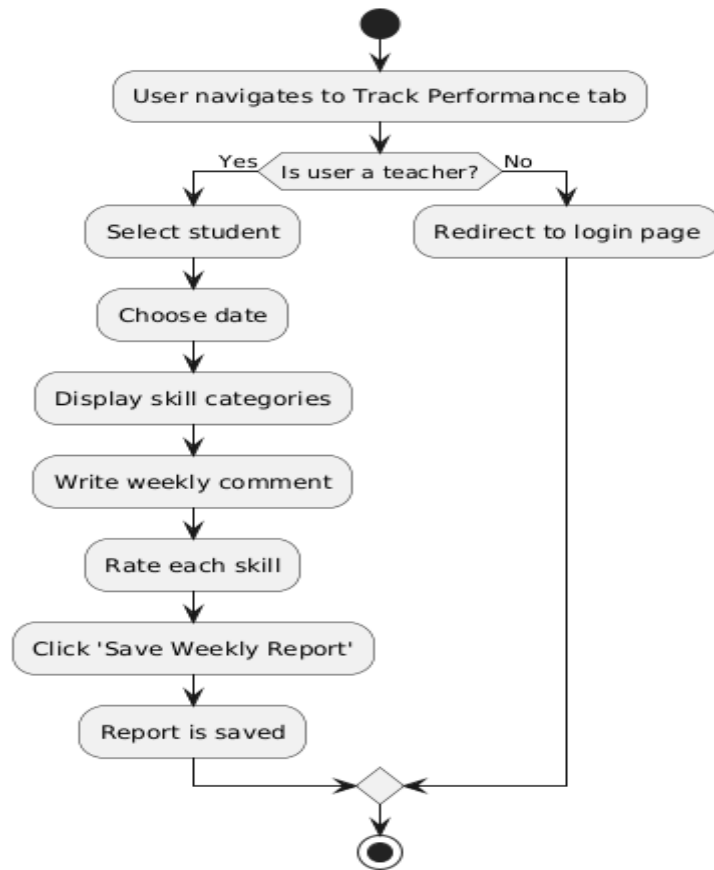 User navigates to Track Performance tab
Yes
Is user a teacher?
No
Select student
Redirect to login page
Choose date
Display skill categories
Write weekly comment
Rate each skill
Click 'Save Weekly Report'
Report is saved